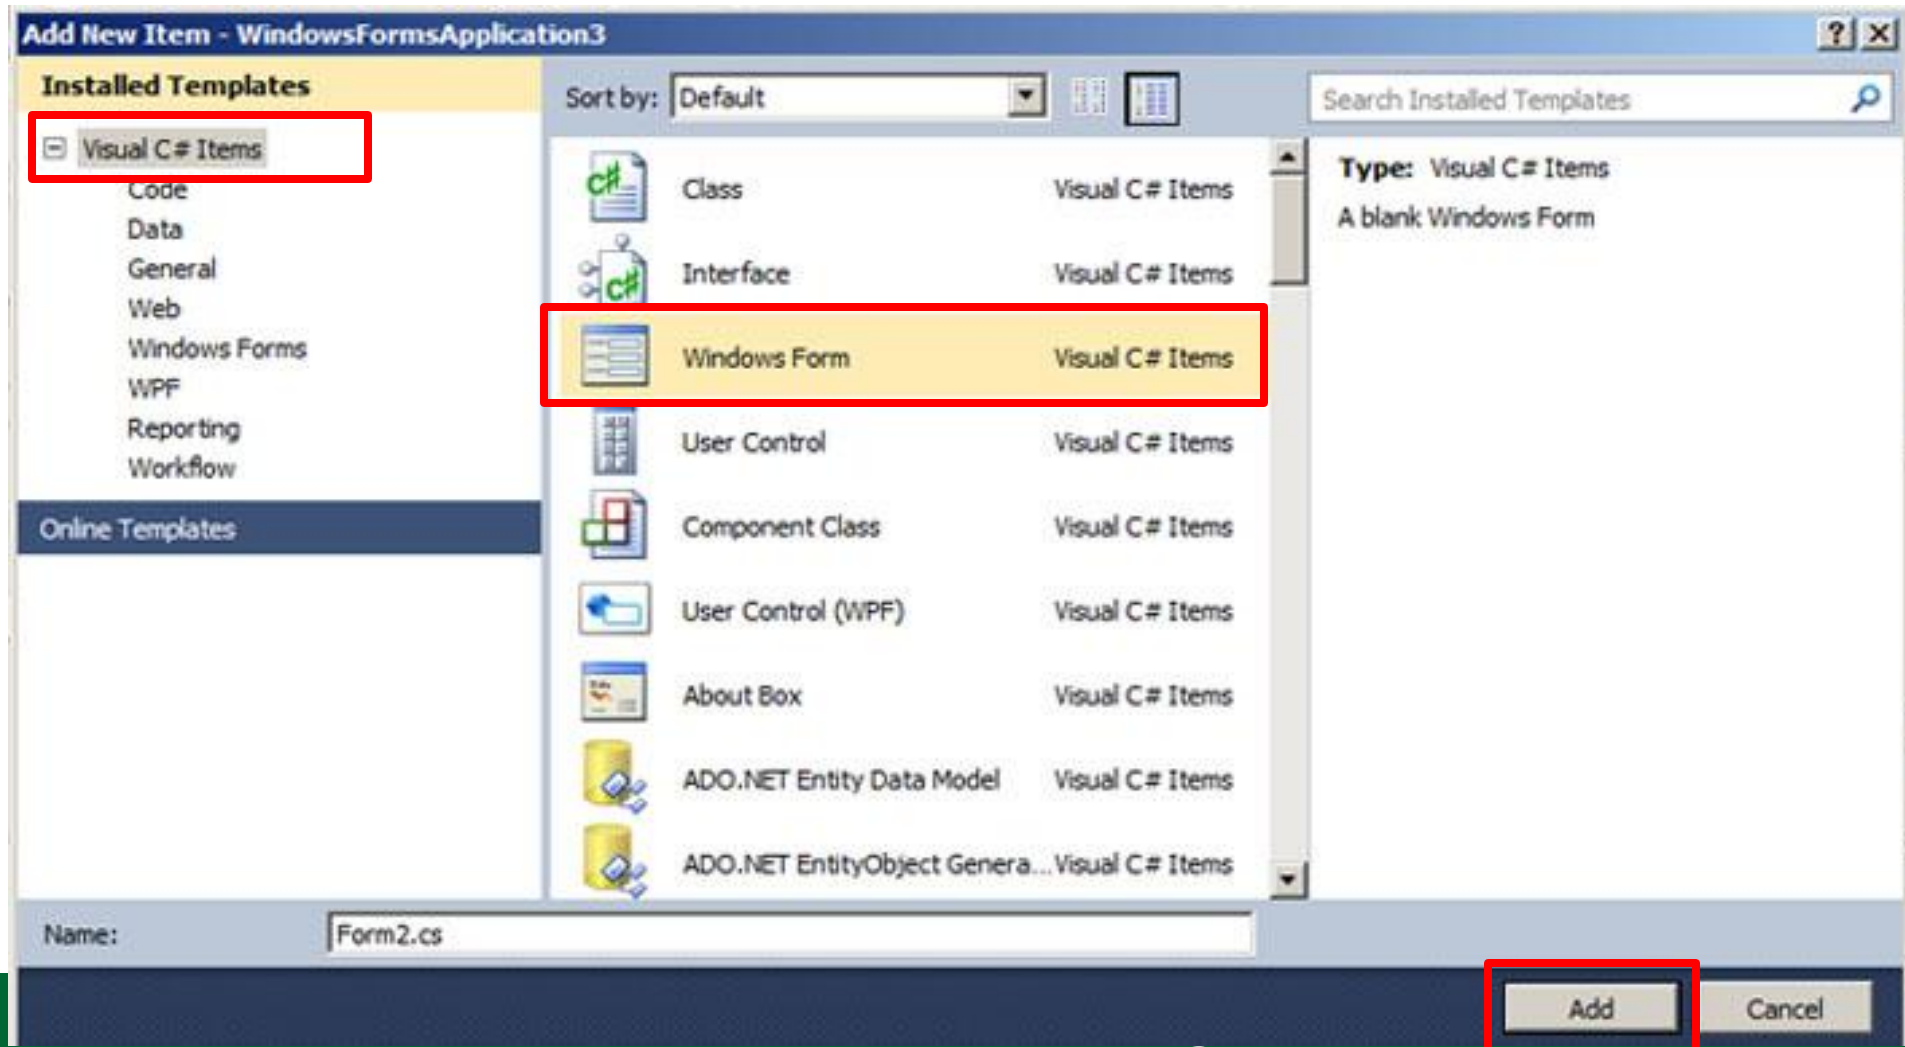 Add New Item - WindowsFormsApplication3
Installed Templates
Visual C# Items
Code
Data
General
Web
Windows Forms
WPF
Reporting
Workflow
Online Templates
Sort by: Default
Class Visual C# Items
Interface Visual C# Items
Windows Form Visual C# Items
User Control Visual C# Items
Component Class Visual C# Items
User Control (WPF) Visual C# Items
About Box Visual C# Items
ADO.NET Entity Data Model Visual C# Items
ADO.NET EntityObject Genera... Visual C# Items
Search Installed Templates
Type: Visual C# Items
A blank Windows Form
Name: Form2.cs
Add Cancel